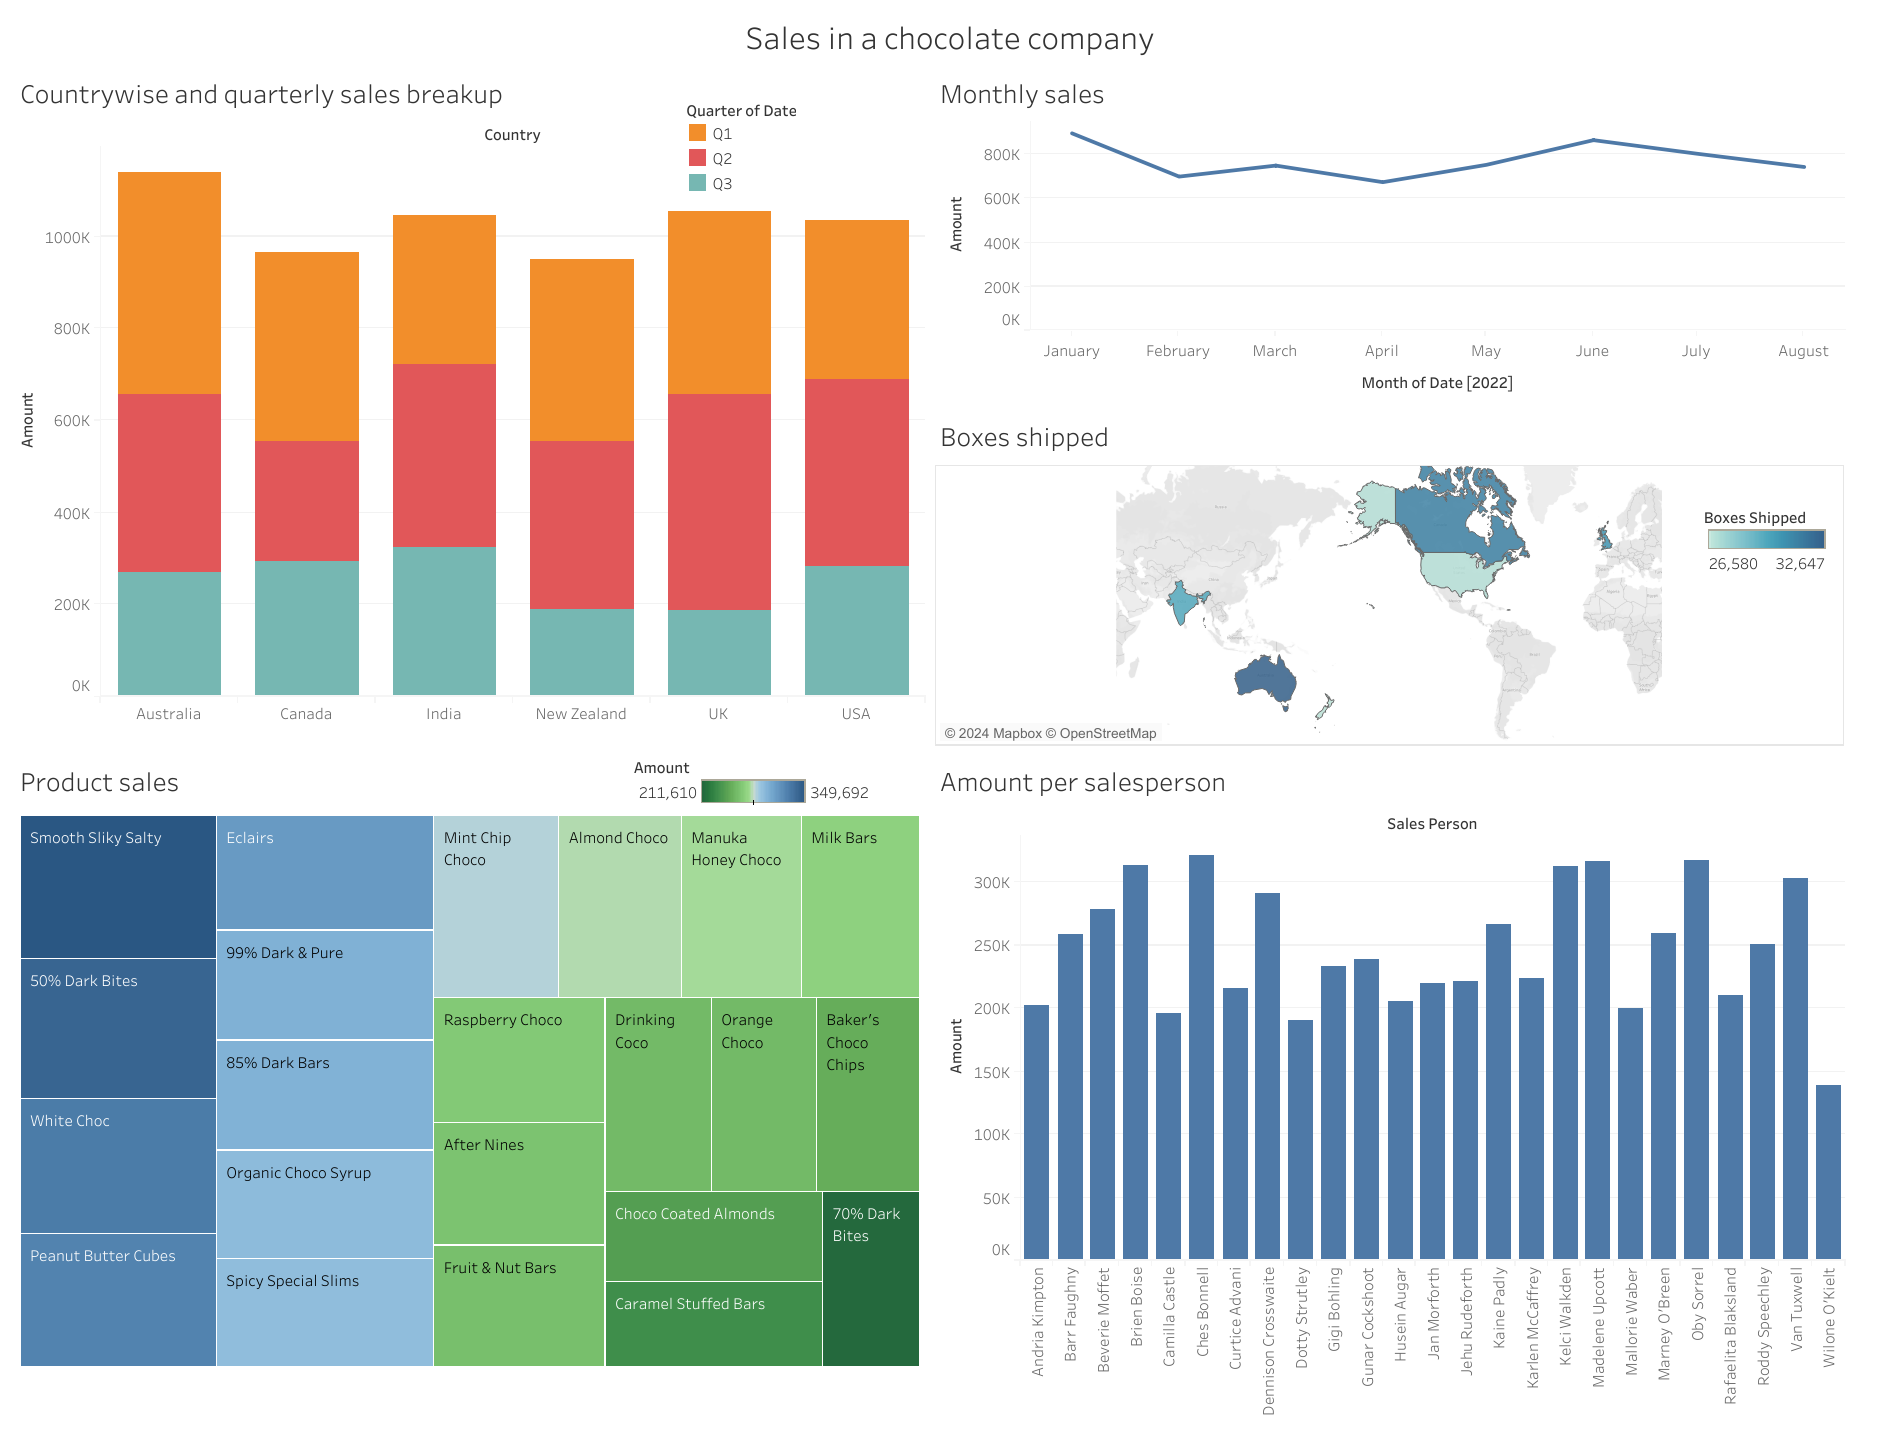 Sales in a chocolate company
Countrywise and quarterly sales breakup
Quarter of Date
Q1
Q2
Q3
Country
Amount
1000K
800K
600K
400K
200K
0K
Australia
Canada
India
New Zealand
UK
USA
Monthly sales
Amount
800K
600K
400K
200K
0K
January
February
March
April
May
June
July
August
Month of Date [2022]
Boxes shipped
Boxes Shipped
26,580
32,647
© 2024 Mapbox © OpenStreetMap
Product sales
Amount
211,610
349,692
Smooth Sliky Salty
50% Dark Bites
White Choc
Peanut Butter Cubes
Eclairs
99% Dark & Pure
85% Dark Bars
Organic Choco Syrup
Spicy Special Slims
Mint Chip
Choco
Almond Choco
Manuka
Honey Choco
Milk Bars
Raspberry Choco
After Nines
Fruit & Nut Bars
Drinking
Coco
Orange
Choco
Baker's
Choco
Chips
Choco Coated Almonds
Caramel Stuffed Bars
70% Dark
Bites
Amount per salesperson
Sales Person
Amount
300K
250K
200K
150K
100K
50K
0K
Andria Kimpton
Barr Faughny
Beverie Moffet
Brien Boise
Camilla Castle
Ches Bonnell
Curtice Advani
Dennison Crosswaite
Dotty Strutley
Gigi Bohling
Gunar Cockshoot
Husein Augar
Jan Morforth
Jehu Rudeforth
Kaine Padly
Karlen McCaffrey
Kelci Walkden
Madelene Upcott
Mallorie Waber
Marney O'Breen
Oby Sorrel
Rafaelita Blaksland
Roddy Speechley
Van Tuxwell
Wilone O'Kielt